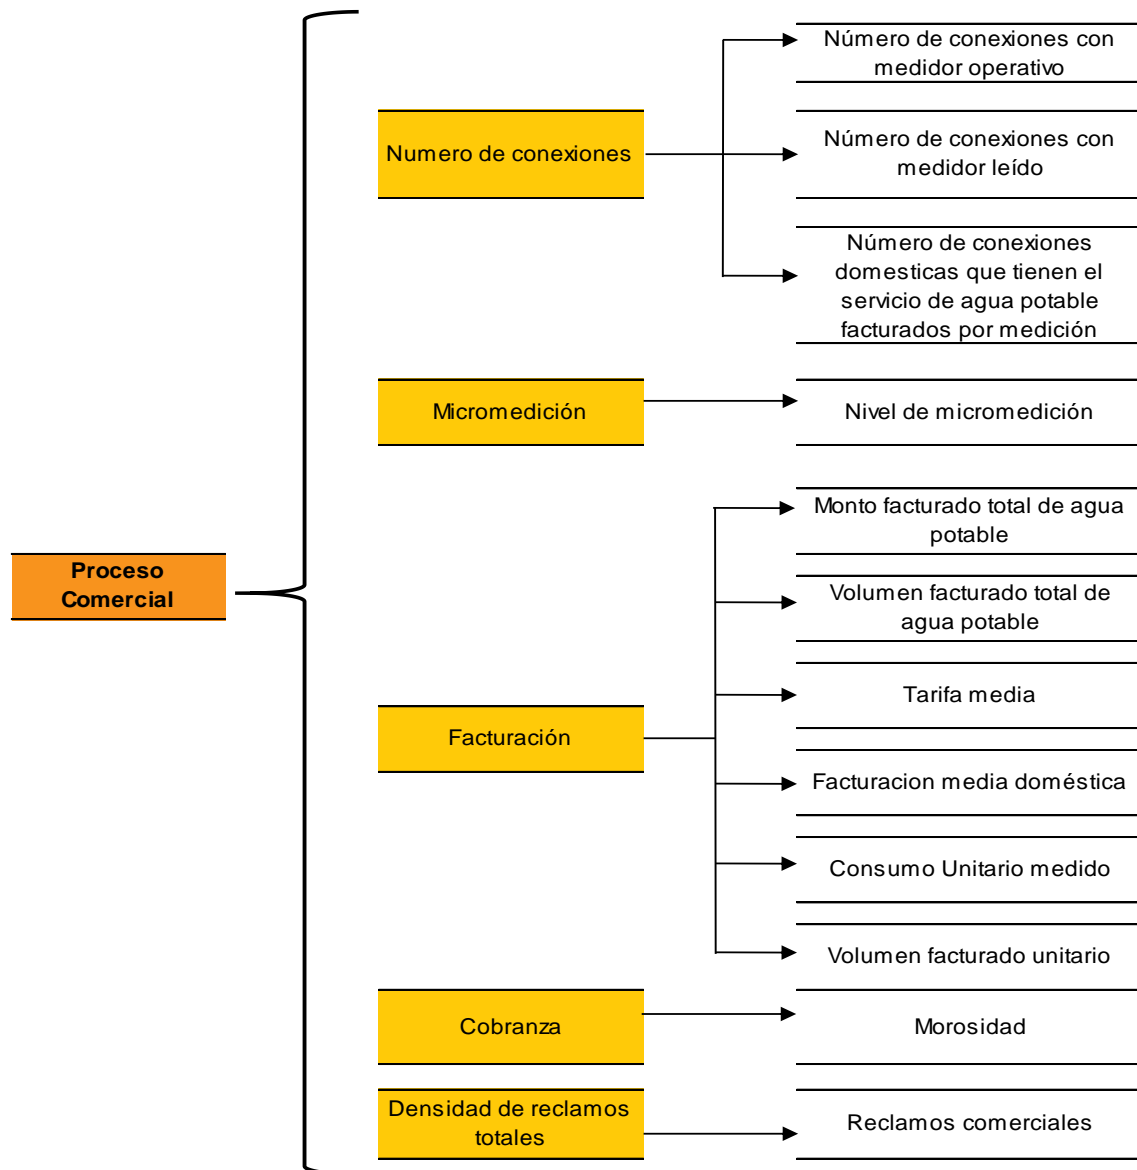 Proceso
Comercial
Numero de conexiones
Número de conexiones con
medidor operativo
Número de conexiones con
medidor leído
Número de conexiones
domesticas que tienen el
servicio de agua potable
facturados por medición
Micromedición
Nivel de micromedición
Facturación
Monto facturado total de agua
potable
Volumen facturado total de
agua potable
Tarifa media
Facturacion media doméstica
Consumo Unitario medido
Volumen facturado unitario
Cobranza
Morosidad
Densidad de reclamos
totales
Reclamos comerciales